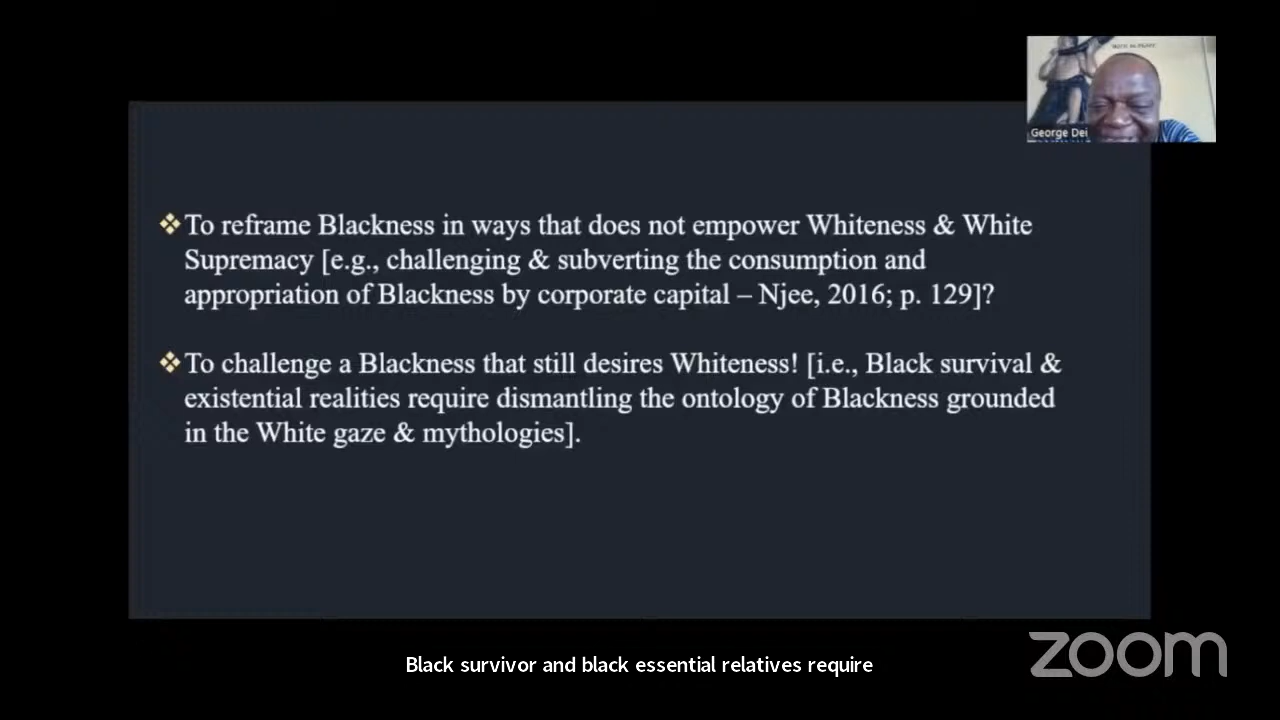 George Dei
❖To reframe Blackness in ways that does not empower Whiteness & White
Supremacy [e.g., challenging & subverting the consumption and
appropriation of Blackness by corporate capital – Njee, 2016; p. 129]?
❖To challenge a Blackness that still desires Whiteness! [i.e., Black survival &
existential realities require dismantling the ontology of Blackness grounded
in the White gaze & mythologies].
Black survivor and black essential relatives require
zoom